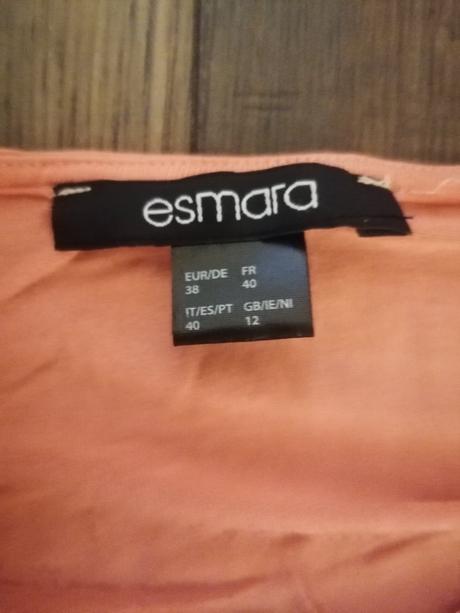 esmara
EUR/DE FR
38 40
IT/ES/PT GB/IE/NI
40 12